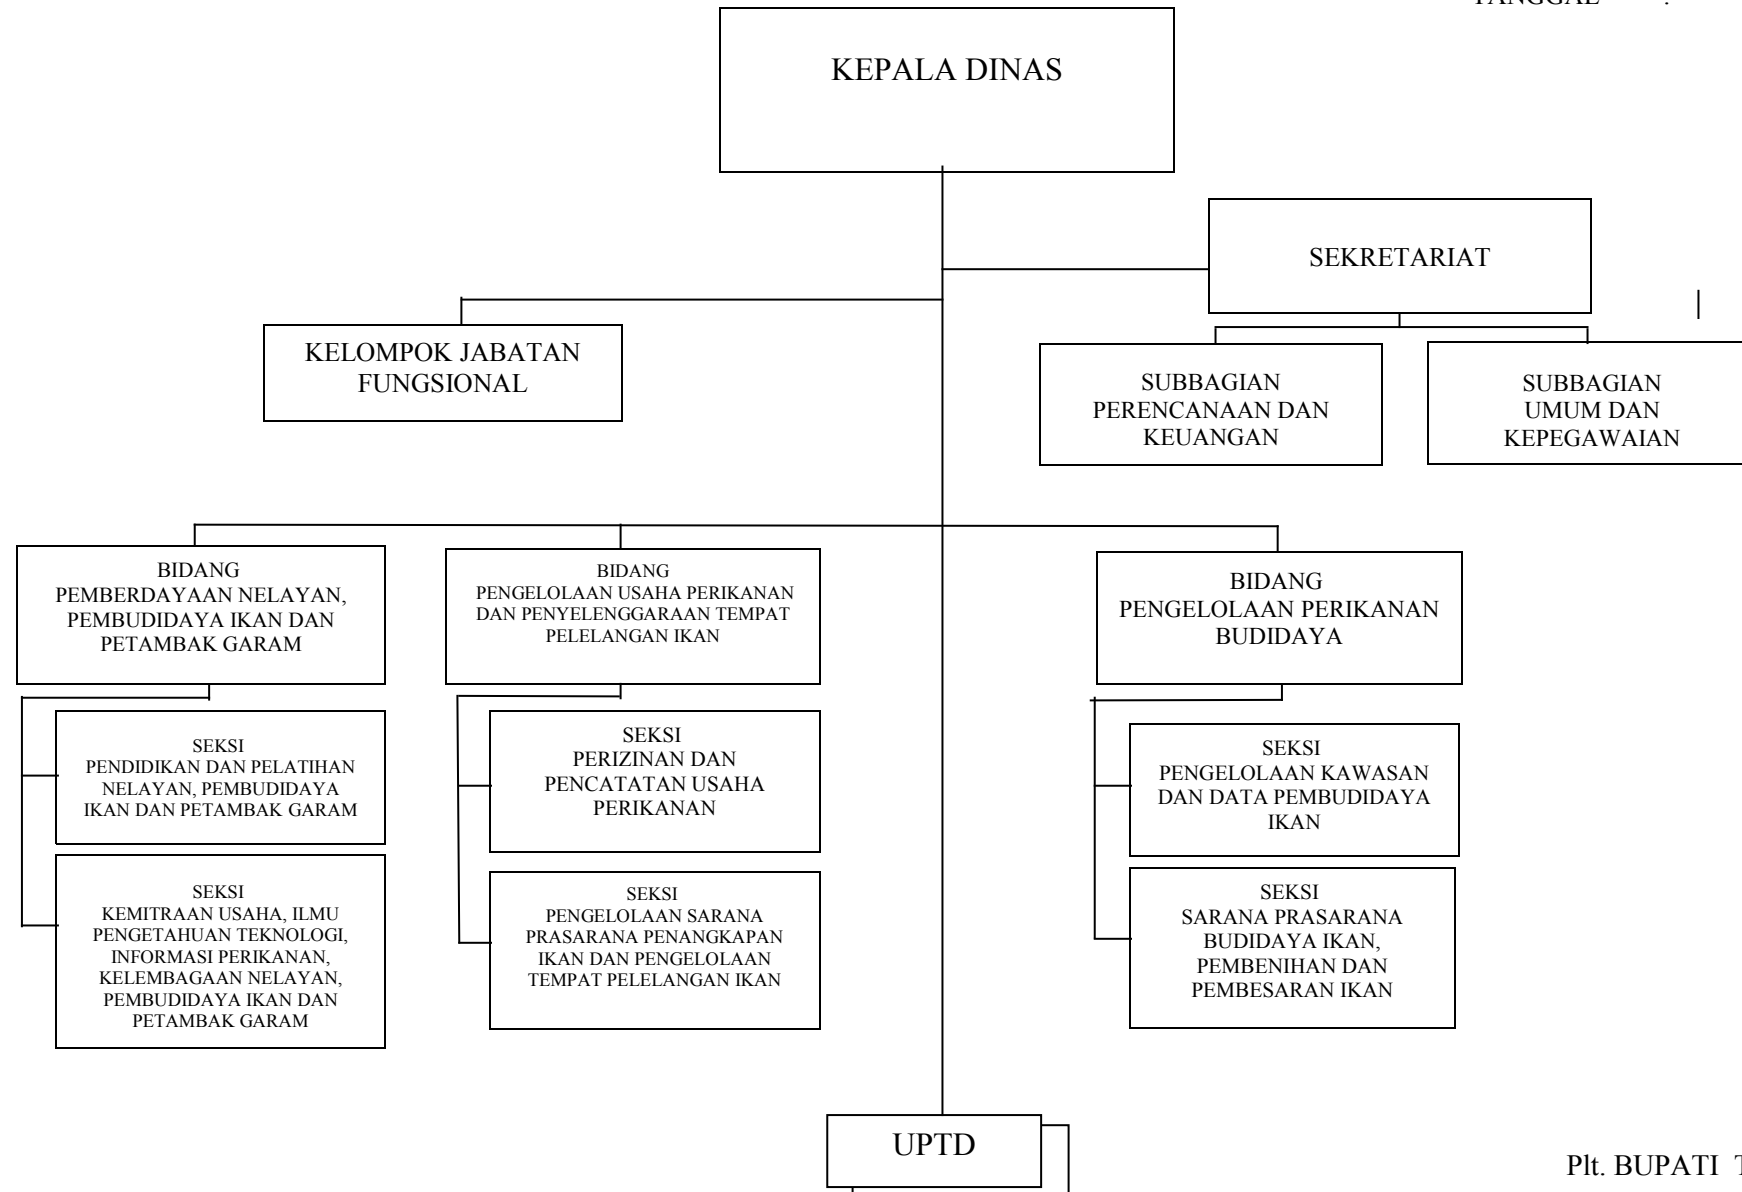 TANGGAL :
KEPALA DINAS
SEKRETARIAT
KELOMPOK JABATAN
FUNGSIONAL
SUBBAGIAN
PERENCANAAN DAN
KEUANGAN
SUBBAGIAN
UMUM DAN
KEPEGAWAIAN
BIDANG
PEMBERDAYAAN NELAYAN,
PEMBUDIDAYA IKAN DAN
PETAMBAK GARAM
BIDANG
PENGELOLAAN USAHA PERIKANAN
DAN PENYELENGGARAAN TEMPAT
PELELANGAN IKAN
BIDANG
PENGELOLAAN PERIKANAN
BUDIDAYA
SEKSI
PENDIDIKAN DAN PELATIHAN
NELAYAN, PEMBUDIDAYA
IKAN DAN PETAMBAK GARAM
SEKSI
PERIZINAN DAN
PENCATATAN USAHA
PERIKANAN
SEKSI
PENGELOLAAN KAWASAN
DAN DATA PEMBUDIDAYA
IKAN
SEKSI
KEMITRAAN USAHA, ILMU
PENGETAHUAN TEKNOLOGI,
INFORMASI PERIKANAN,
KELEMBAGAAN NELAYAN,
PEMBUDIDAYA IKAN DAN
PETAMBAK GARAM
SEKSI
PENGELOLAAN SARANA
PRASARANA PENANGKAPAN
IKAN DAN PENGELOLAAN
TEMPAT PELELANGAN IKAN
SEKSI
SARANA PRASARANA
BUDIDAYA IKAN,
PEMBENIHAN DAN
PEMBESARAN IKAN
UPTD
Plt. BUPATI